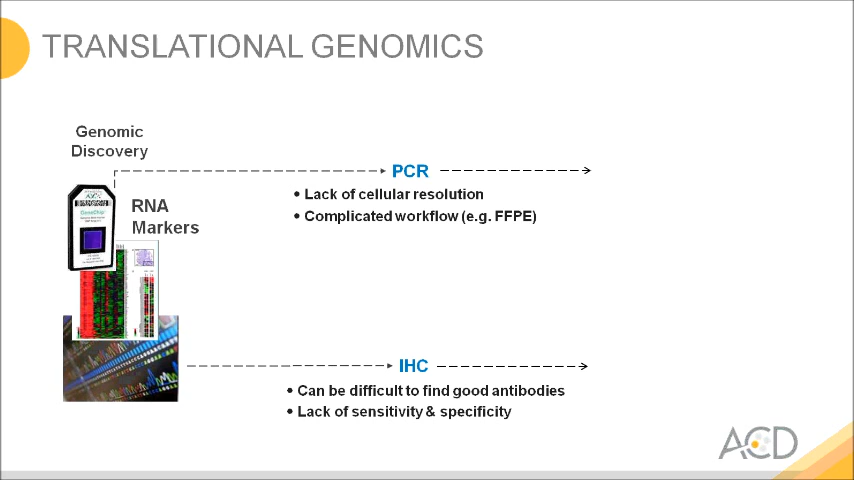 TRANSLATIONAL GENOMICS
Genomic
Discovery
PCR
• Lack of cellular resolution
• Complicated workflow (e.g. FFPE)
RNA
Markers
GeneChip
IHC
• Can be difficult to find good antibodies
• Lack of sensitivity & specificity
ACD